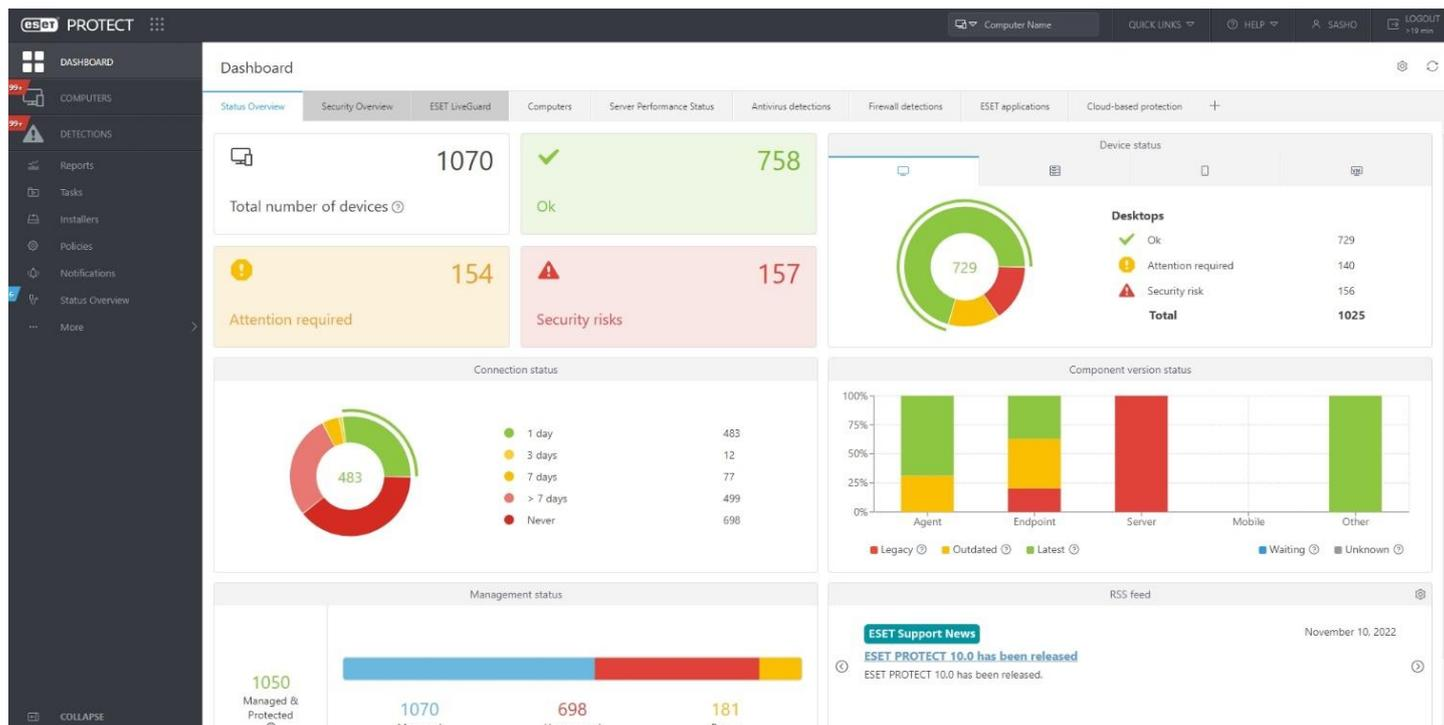 eset PROTECT
Computer Name
QUICK LINKS
HELP
SASHO
LOGOUT
>19 min
DASHBOARD
99+
COMPUTERS
99+
DETECTIONS
Reports
Tasks
Installers
Policies
Notifications
Status Overview
More
COLLAPSE
Dashboard
Status Overview
Security Overview
ESET LiveGuard
Computers
Server Performance Status
Antivirus detections
Firewall detections
ESET applications
Cloud-based protection
+
1070
Total number of devices
758
Ok
154
Attention required
157
Security risks
Device status
729
Desktops
Ok 729
Attention required 140
Security risk 156
Total 1025
Connection status
483
1 day 483
3 days 12
7 days 77
> 7 days 499
Never 698
Component version status
100%
75%
50%
25%
0%
Agent Endpoint Server Mobile Other
Legacy Outdated Latest Waiting Unknown
Management status
1050
Managed &
Protected
1070 698 181
RSS feed
ESET Support News
November 10, 2022
ESET PROTECT 10.0 has been released
ESET PROTECT 10.0 has been released.